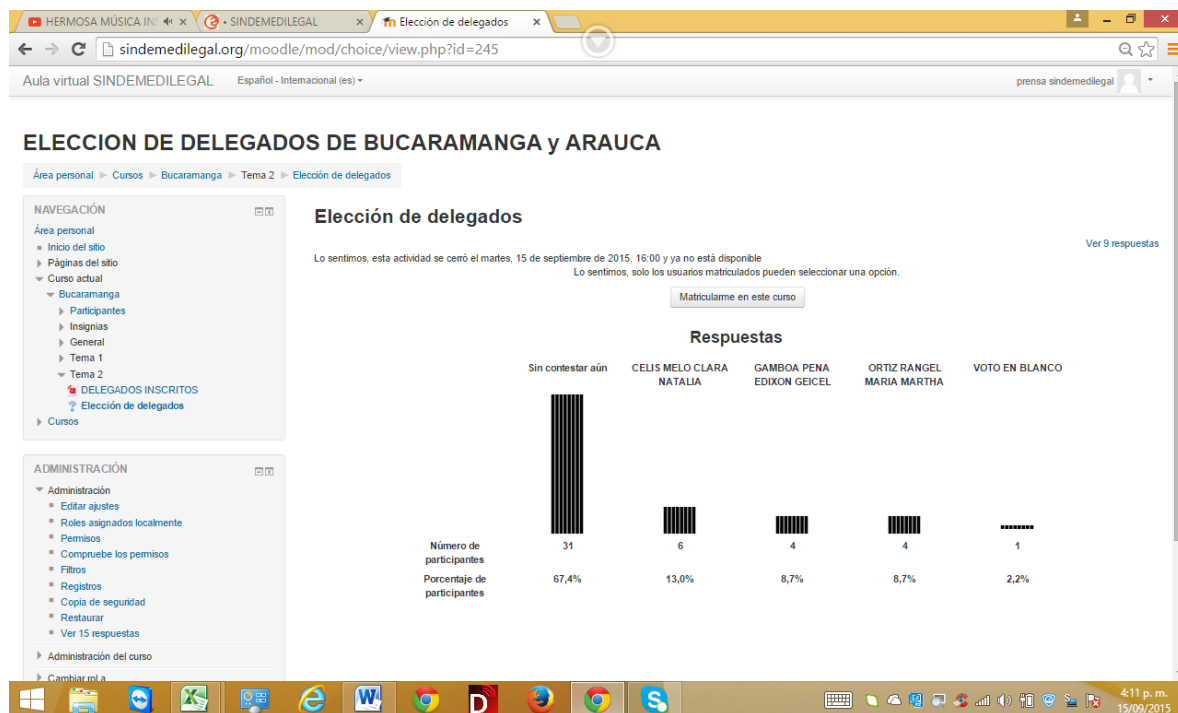 HERMOSA MÚSICA IN
SINDEMEDILEGAL
Elección de delegados
sindemedilegal.org/moodle/mod/choice/view.php?id=245
Aula virtual SINDEMEDILEGAL
Español - Internacional (es)
prensa sindemedilegal
ELECCION DE DELEGADOS DE BUCARAMANGA y ARAUCA
Área personal
Cursos
Bucaramanga
Tema 2
Elección de delegados
NAVEGACIÓN
Área personal
Inicio del sitio
Páginas del sitio
Curso actual
Bucaramanga
Participantes
Insignias
General
Tema 1
Tema 2
DELEGADOS INSCRITOS
Elección de delegados
Cursos
ADMINISTRACIÓN
Administración
Editar ajustes
Roles asignados localmente
Permisos
Compruebe los permisos
Filtros
Registros
Copia de seguridad
Restaurar
Ver 15 respuestas
Administración del curso
Cambiar rol a
Elección de delegados
Ver 9 respuestas
Lo sentimos, esta actividad se cerró el martes, 15 de septiembre de 2015, 16:00 y ya no está disponible
Lo sentimos, solo los usuarios matriculados pueden seleccionar una opción.
Matricularme en este curso
Respuestas
Sin contestar aún
CELIS MELO CLARA
NATALIA
GAMBOA PENA
EDIXON GEICEL
ORTIZ RANGEL
MARIA MARTHA
VOTO EN BLANCO
Número de
participantes
31 6 4 4 1
Porcentaje de
participantes
67,4% 13,0% 8,7% 8,7% 2,2%
4:11 p. m.
15/09/2015